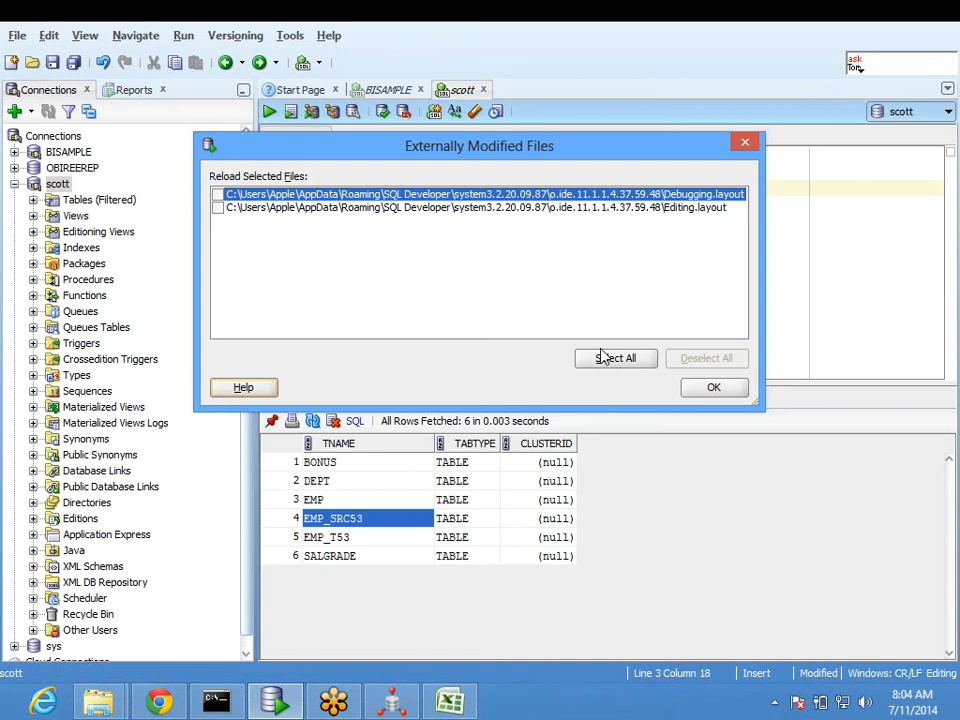 File Edit View Navigate Run Versioning Tools Help
ask
Tom
Connections Reports Start Page BISAMPLE scott
scott
Connections
BISAMPLE
OBIREEREP
scott
Tables (Filtered)
Views
Editioning Views
Indexes
Packages
Procedures
Functions
Queues
Queues Tables
Triggers
Crossedition Triggers
Types
Sequences
Materialized Views
Materialized Views Logs
Synonyms
Public Synonyms
Database Links
Public Database Links
Directories
Editions
Application Express
Java
XML Schemas
XML DB Repository
Scheduler
Recycle Bin
Other Users
sys
Externally Modified Files
Reload Selected Files:
C:\Users\Apple\AppData\Roaming\SQL Developer\system3.2.20.09.87\o.ide.11.1.1.4.37.59.48\Debugging.layout
C:\Users\Apple\AppData\Roaming\SQL Developer\system3.2.20.09.87\o.ide.11.1.1.4.37.59.48\Editing.layout
Select All Deselect All
Help OK
SQL All Rows Fetched: 6 in 0.003 seconds
TNAME TABTYPE CLUSTERID
1 BONUS TABLE (null)
2 DEPT TABLE (null)
3 EMP TABLE (null)
4 EMP_SRC53 TABLE (null)
5 EMP_T53 TABLE (null)
6 SALGRADE TABLE (null)
scott Line 3 Column 18 Insert Modified Windows: CR/LF Editing
8:04 AM
7/11/2014